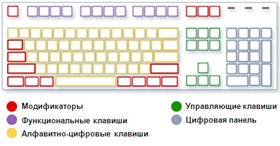 Модификаторы
Управляющие клавиши
Функциональные клавиши
Цифровая панель
Алфавитно-цифровые клавиши